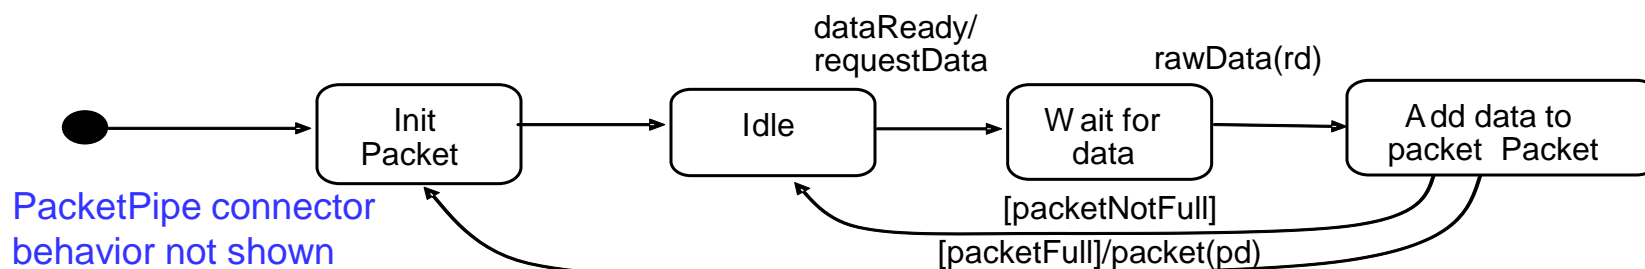 dataReady/
requestData
rawData(rd)
Init
Packet
Idle
Wait for
data
Add data to
packet Packet
[packetNotFull]
[packetFull]/packet(pd)
PacketPipe connector
behavior not shown